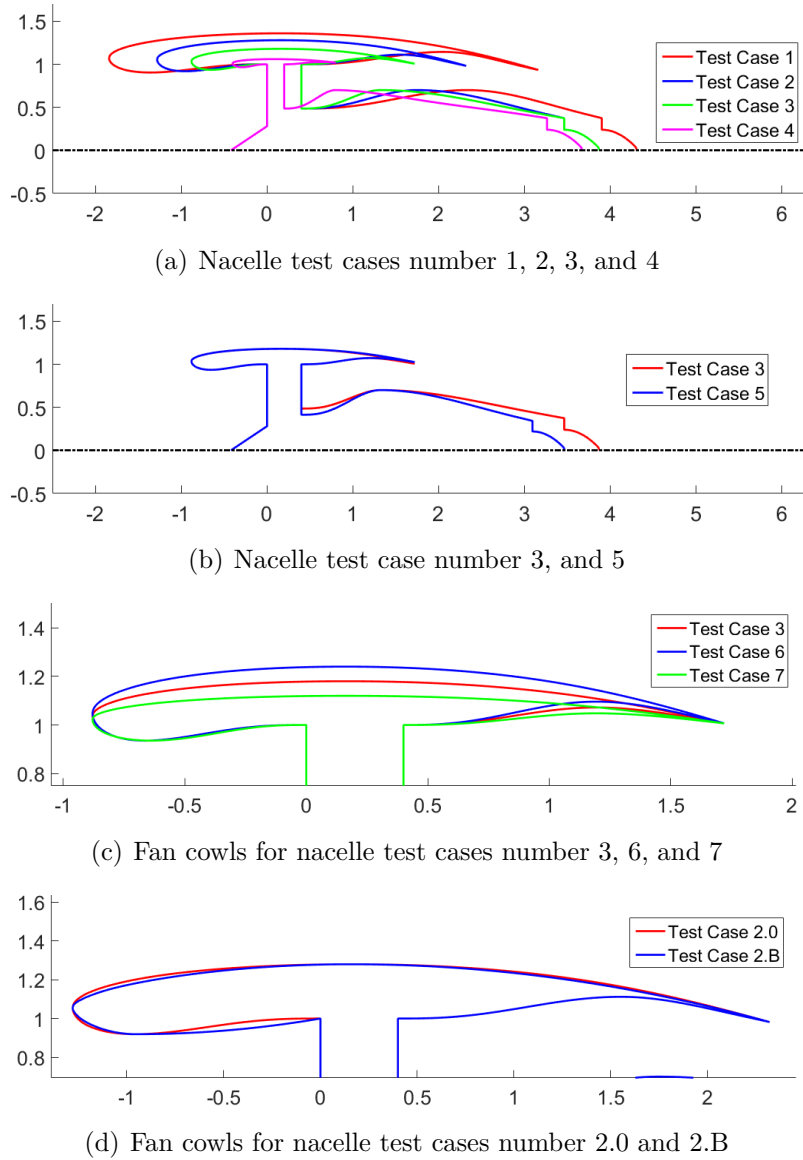 1.5
1
0.5
0
-0.5
-2 -1 0 1 2 3 4 5 6
Test Case 1
Test Case 2
Test Case 3
Test Case 4
(a) Nacelle test cases number 1, 2, 3, and 4
1.5
1
0.5
0
-0.5
-2 -1 0 1 2 3 4 5 6
Test Case 3
Test Case 5
(b) Nacelle test case number 3, and 5
1.4
1.2
1
0.8
-1 -0.5 0 0.5 1 1.5 2
Test Case 3
Test Case 6
Test Case 7
(c) Fan cowls for nacelle test cases number 3, 6, and 7
1.6
1.4
1.2
1
0.8
-1 -0.5 0 0.5 1 1.5 2
Test Case 2.0
Test Case 2.B
(d) Fan cowls for nacelle test cases number 2.0 and 2.B